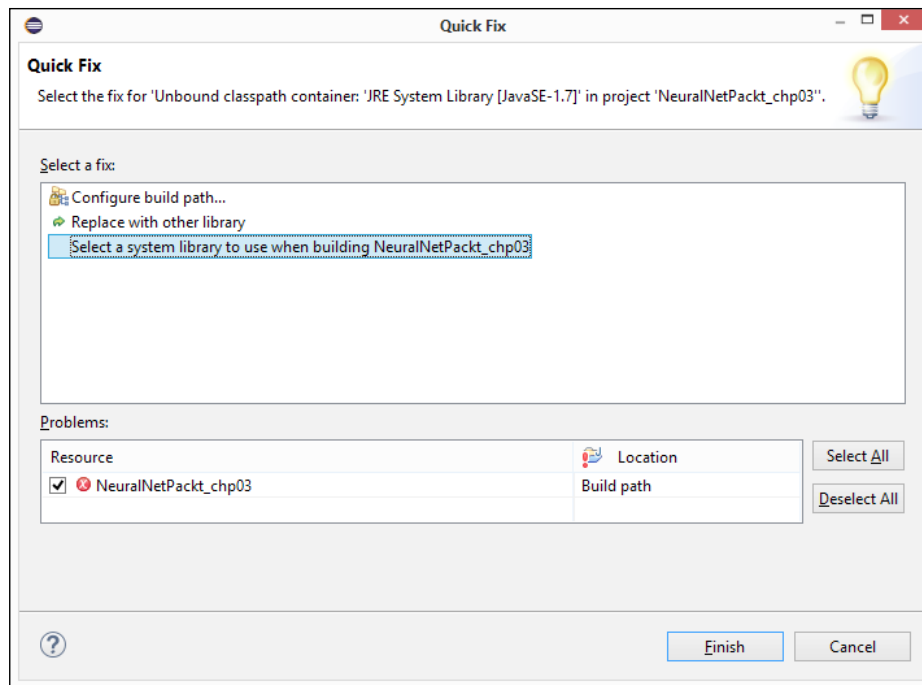 Quick Fix
Quick Fix
Select the fix for 'Unbound classpath container: 'JRE System Library [JavaSE-1.7]' in project 'NeuralNetPackt_chp03''.
Select a fix:
Configure build path...
Replace with other library
Select a system library to use when building NeuralNetPackt_chp03
Problems:
Resource
Location
Select All
NeuralNetPackt_chp03
Build path
Deselect All
?
Finish
Cancel